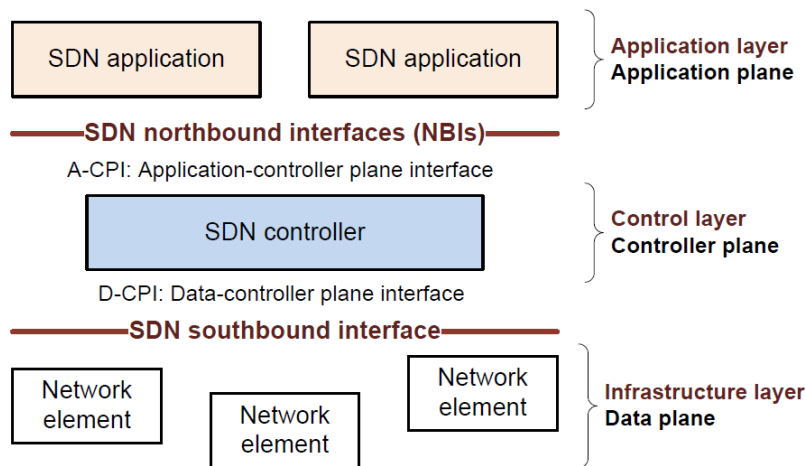 SDN application
SDN application
Application layer
Application plane
SDN northbound interfaces (NBIs)
A-CPI: Application-controller plane interface
SDN controller
Control layer
Controller plane
D-CPI: Data-controller plane interface
SDN southbound interface
Network
element
Network
element
Network
element
Infrastructure layer
Data plane